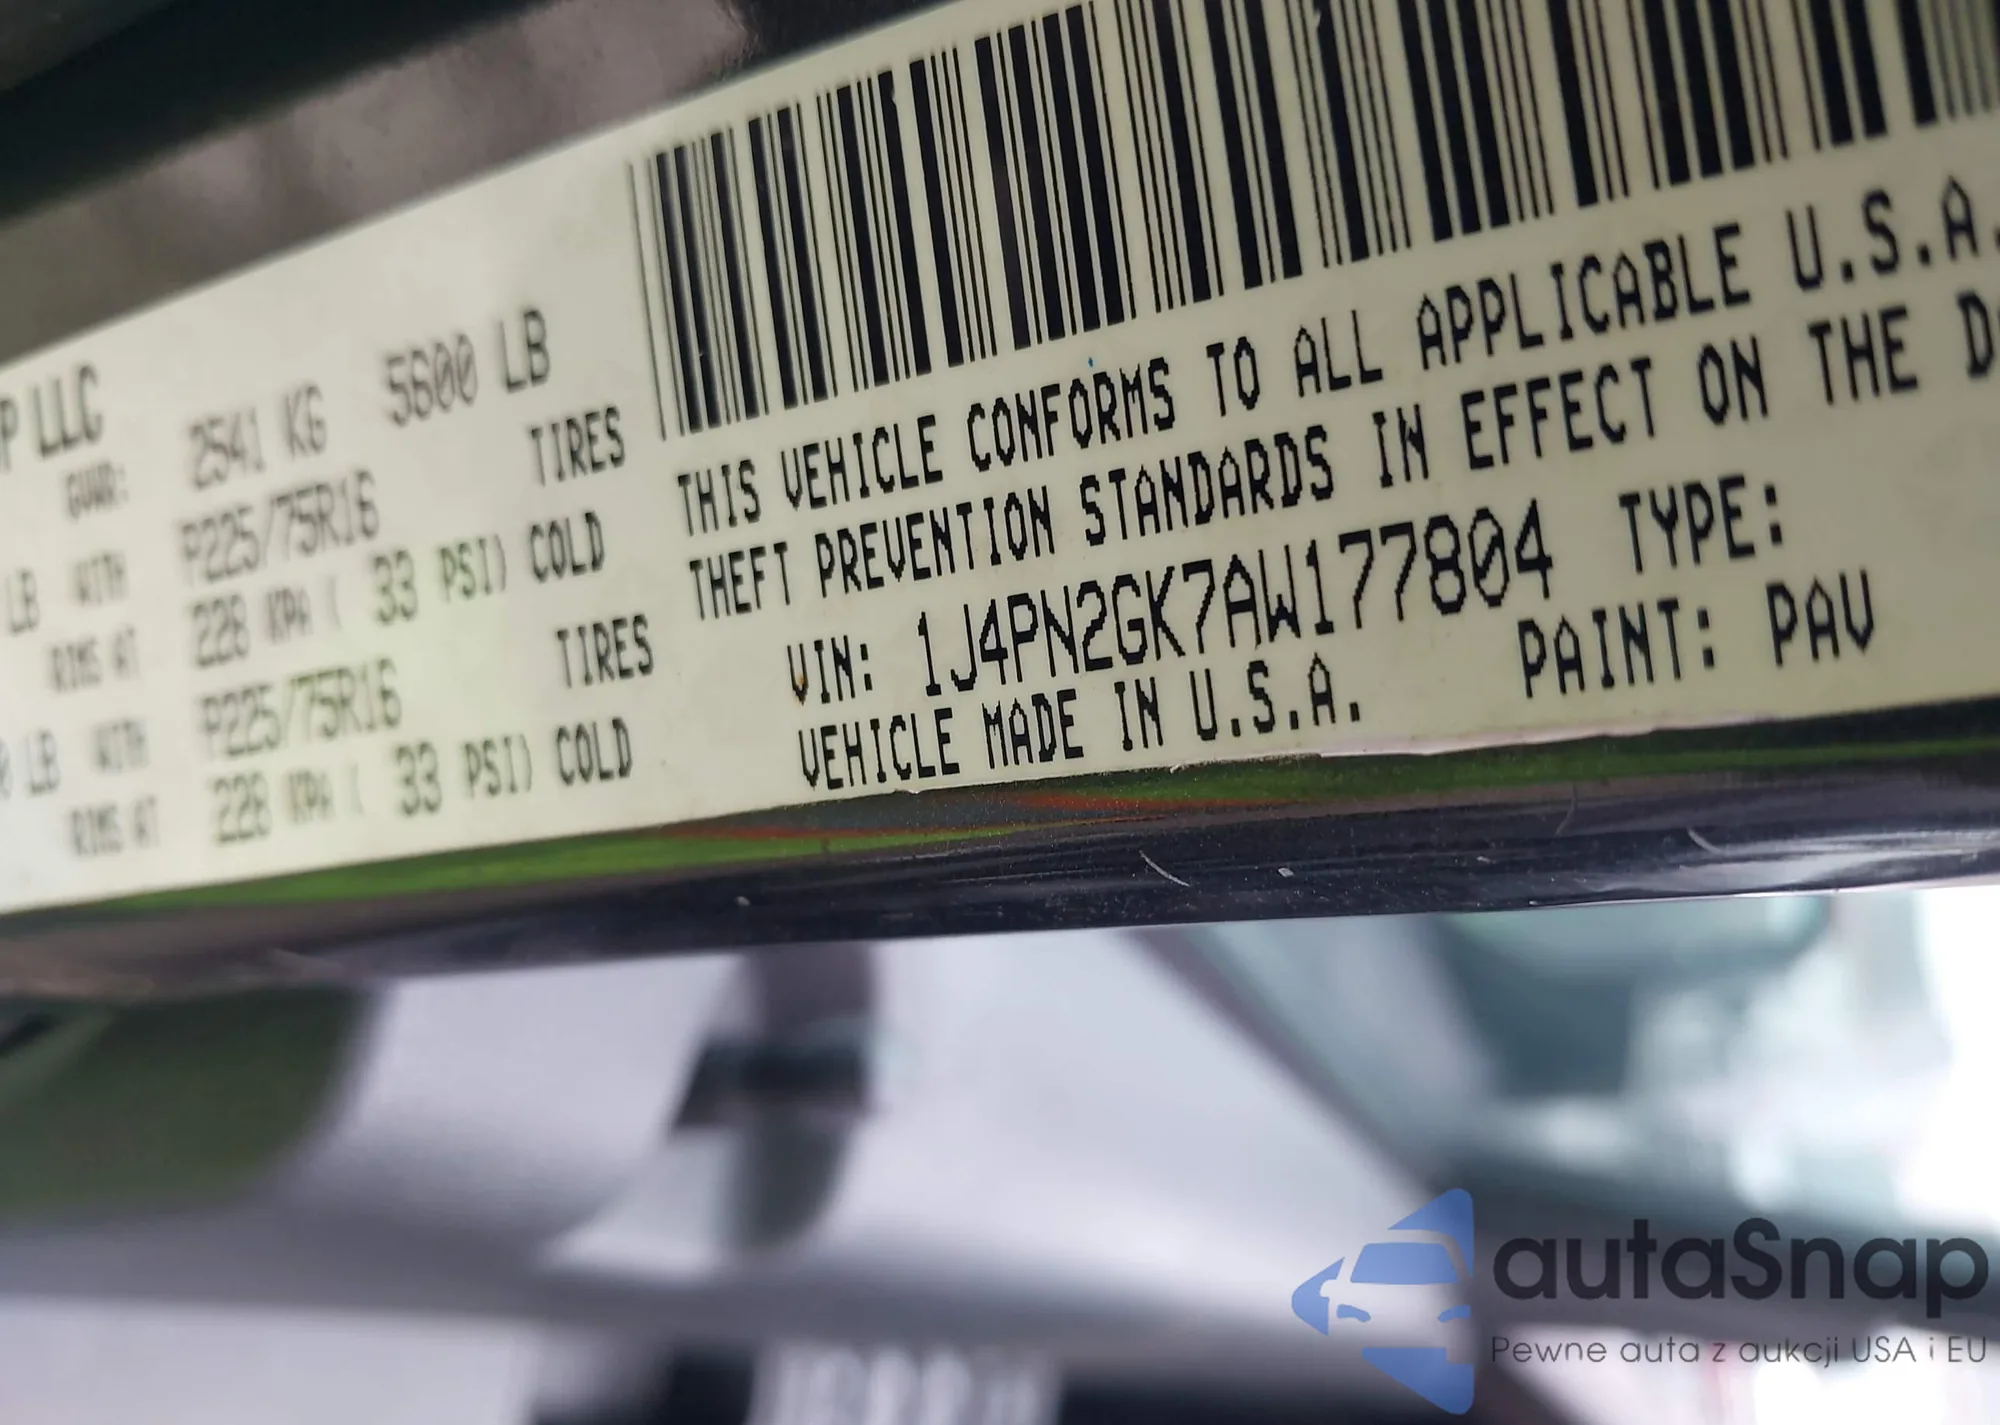 P LLC
GVWR: 2541 KG 5600 LB
LB WITH P225/75R16 TIRES
RIMS AT 228 KPA ( 33 PSI) COLD
LB WITH P225/75R16 TIRES
RIMS AT 228 KPA ( 33 PSI) COLD
THIS VEHICLE CONFORMS TO ALL APPLICABLE U.S.A.
THEFT PREVENTION STANDARDS IN EFFECT ON THE
VIN: 1J4PN2GK7AW177804 TYPE:
VEHICLE MADE IN U.S.A. PAINT: PAV
autaSnap
Pewne auta z aukcji USA i EU